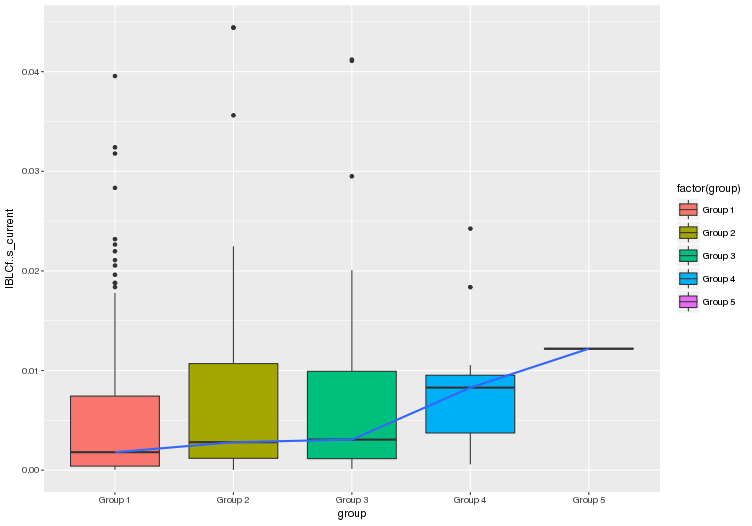 0.04
0.03
0.02
0.01
0.00
lBLCf..s_current
Group 1
Group 2
Group 3
Group 4
Group 5
group
factor(group)
Group 1
Group 2
Group 3
Group 4
Group 5